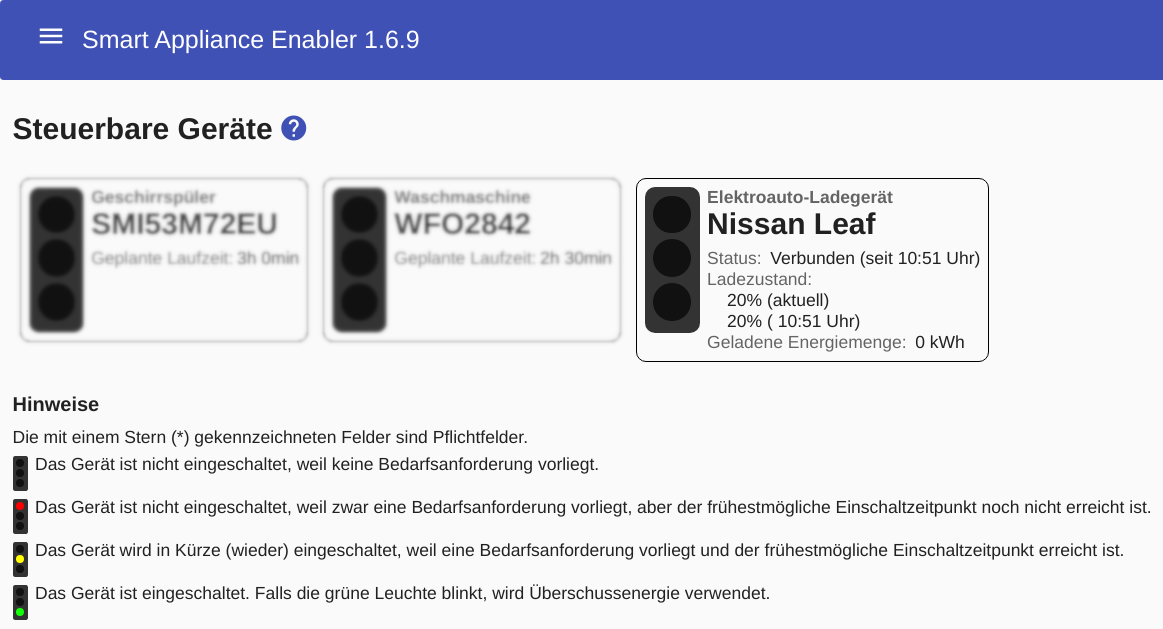 Smart Appliance Enabler 1.6.9
Steuerbare Geräte ?
Geschirrspüler
SMI53M72EU
Geplante Laufzeit: 3h 0min
Waschmaschine
WFO2842
Geplante Laufzeit: 2h 30min
Elektroauto-Ladegerät
Nissan Leaf
Status: Verbunden (seit 10:51 Uhr)
Ladezustand:
20% (aktuell)
20% ( 10:51 Uhr)
Geladene Energiemenge: 0 kWh
Hinweise
Die mit einem Stern (*) gekennzeichneten Felder sind Pflichtfelder.
Das Gerät ist nicht eingeschaltet, weil keine Bedarfsanforderung vorliegt.
Das Gerät ist nicht eingeschaltet, weil zwar eine Bedarfsanforderung vorliegt, aber der frühestmögliche Einschaltzeitpunkt noch nicht erreicht ist.
Das Gerät wird in Kürze (wieder) eingeschaltet, weil eine Bedarfsanforderung vorliegt und der frühestmögliche Einschaltzeitpunkt erreicht ist.
Das Gerät ist eingeschaltet. Falls die grüne Leuchte blinkt, wird Überschussenergie verwendet.